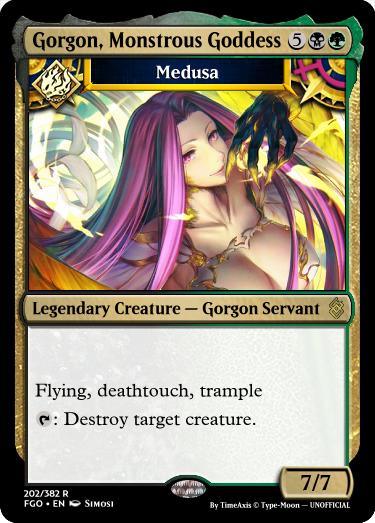 Gorgon, Monstrous Goddess 5
Medusa
Legendary Creature — Gorgon Servant
Flying, deathtouch, trample
: Destroy target creature.
7/7
202/382 R
FGO • EN Simosi
By TimeAxis © Type-Moon — UNOFFICIAL